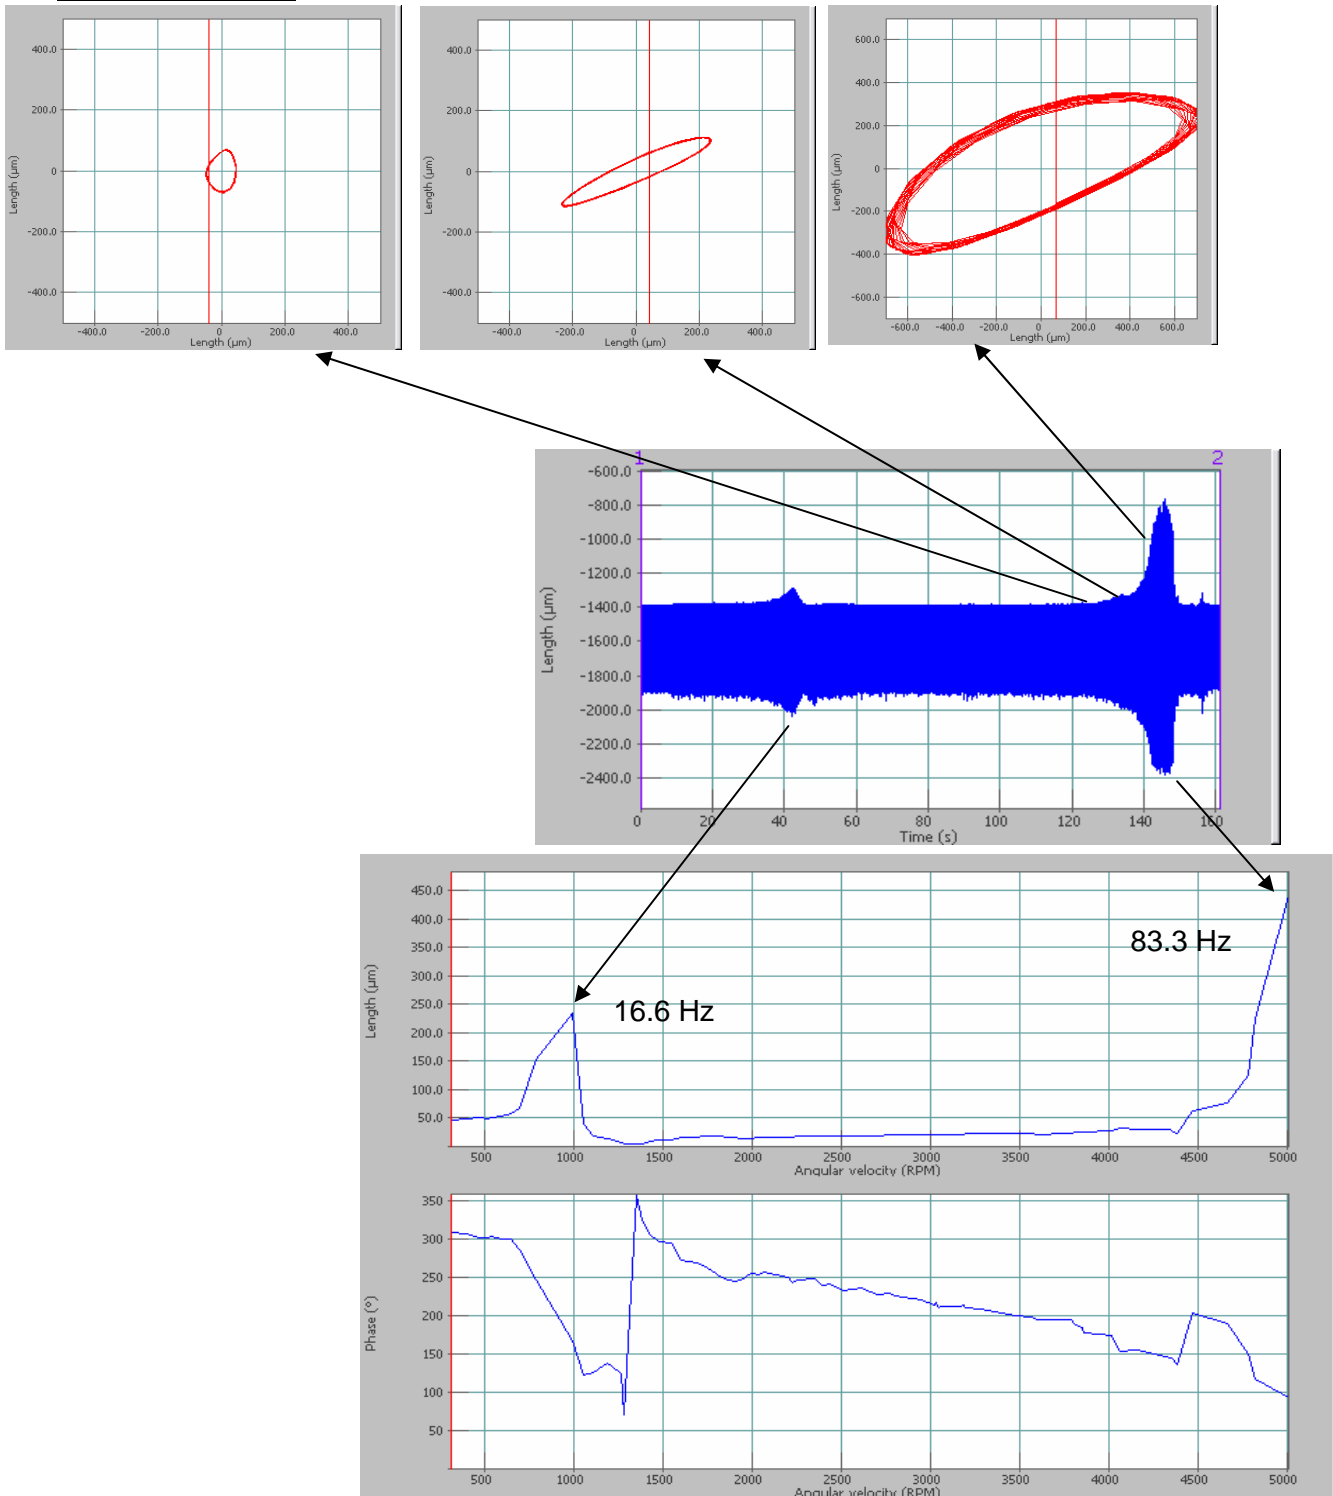 400.0
200.0
0
-200.0
-400.0
Length (µm)
-400.0 -200.0 0 200.0 400.0
Length (µm)
400.0
200.0
0
-200.0
-400.0
Length (µm)
-200.0 0 200.0 400.0
Length (µm)
600.0
400.0
200.0
0
-200.0
-400.0
-600.0
Length (µm)
-600.0 -400.0 -200.0 0 200.0 400.0 600.0
Length (µm)
1 2
-600.0
-800.0
-1000.0
-1200.0
-1400.0
-1600.0
-1800.0
-2000.0
-2200.0
-2400.0
Length (µm)
0 20 40 60 80 100 120 140 160
Time (s)
450.0
400.0
350.0
300.0
250.0
200.0
150.0
100.0
50.0
Length (µm)
83.3 Hz
16.6 Hz
500 1000 1500 2000 2500 3000 3500 4000 4500 5000
Angular velocity (RPM)
350
300
250
200
150
100
50
Phase (°)
500 1000 1500 2000 2500 3000 3500 4000 4500 5000
Angular velocity (RPM)